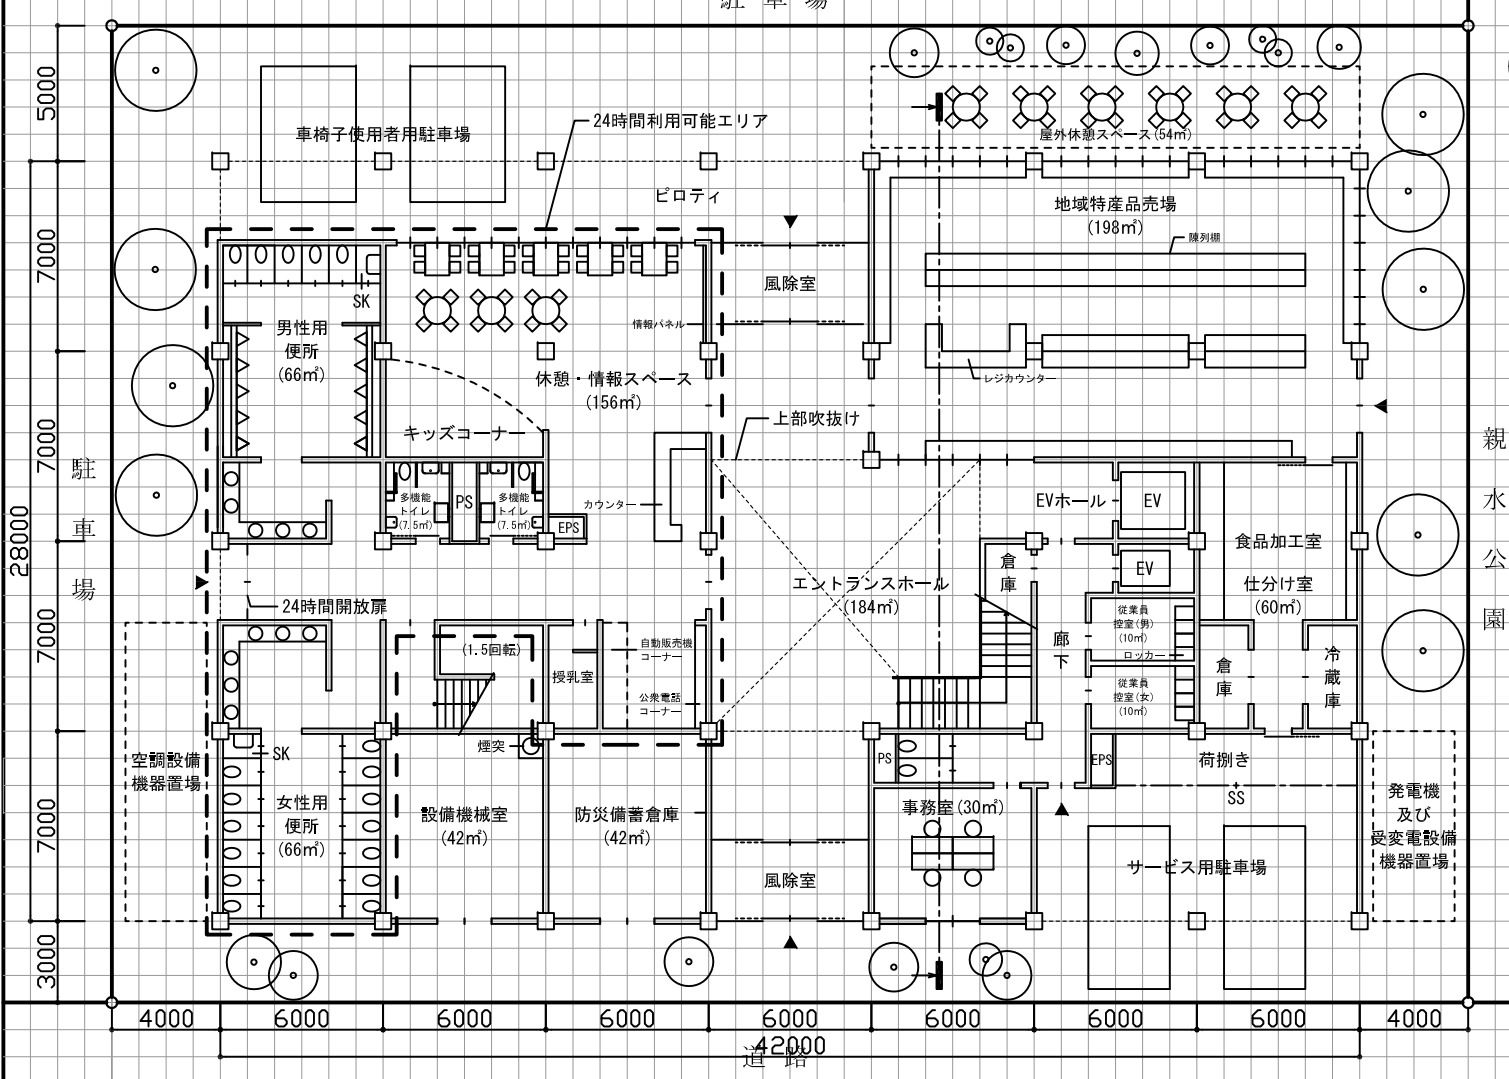 駐車場
5000
車椅子使用者用駐車場
24時間利用可能エリア
屋外休憩スペース(54㎡)
ピロティ
地域特産品売場
(198㎡)
陳列棚
7000
風除室
SK
男性用
便所
(66㎡)
情報パネル
休憩・情報スペース
(156㎡)
レジカウンター
上部吹抜け
キッズコーナー
7000
駐車場
親水公園
多機能
トイレ
(7.5㎡)
PS
多機能
トイレ
(7.5㎡)
EPS
カウンター
EVホール
EV
28000
食品加工室
EV
倉庫
エントランスホール
(184㎡)
仕分け室
(60㎡)
24時間開放扉
従業員
控室(男)
(10㎡)
7000
(1.5回転)
授乳室
自動販売機
コーナー
廊下
ロッカー
倉庫
冷蔵庫
公衆電話
コーナー
従業員
控室(女)
(10㎡)
空調設備
機器置場
SK
煙突
PS
EPS
荷捌き
SS
発電機
及び
受変電設備
機器置場
女性用
便所
(66㎡)
設備機械室
(42㎡)
防災備蓄倉庫
(42㎡)
事務室(30㎡)
7000
風除室
サービス用駐車場
3000
4000
6000
6000
6000
6000
6000
6000
6000
4000
42000
道路